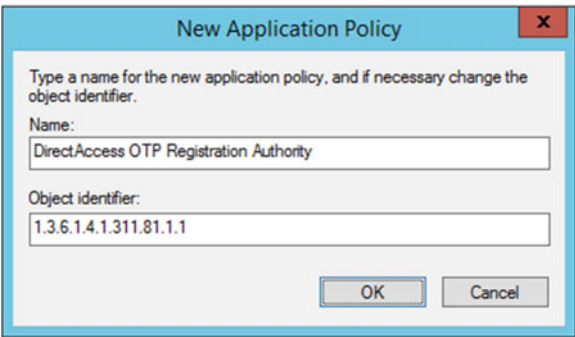 New Application Policy
x
Type a name for the new application policy, and if necessary change the
object identifier.
Name:
DirectAccess OTP Registration Authority
Object identifier:
1.3.6.1.4.1.311.81.1.1
OK
Cancel